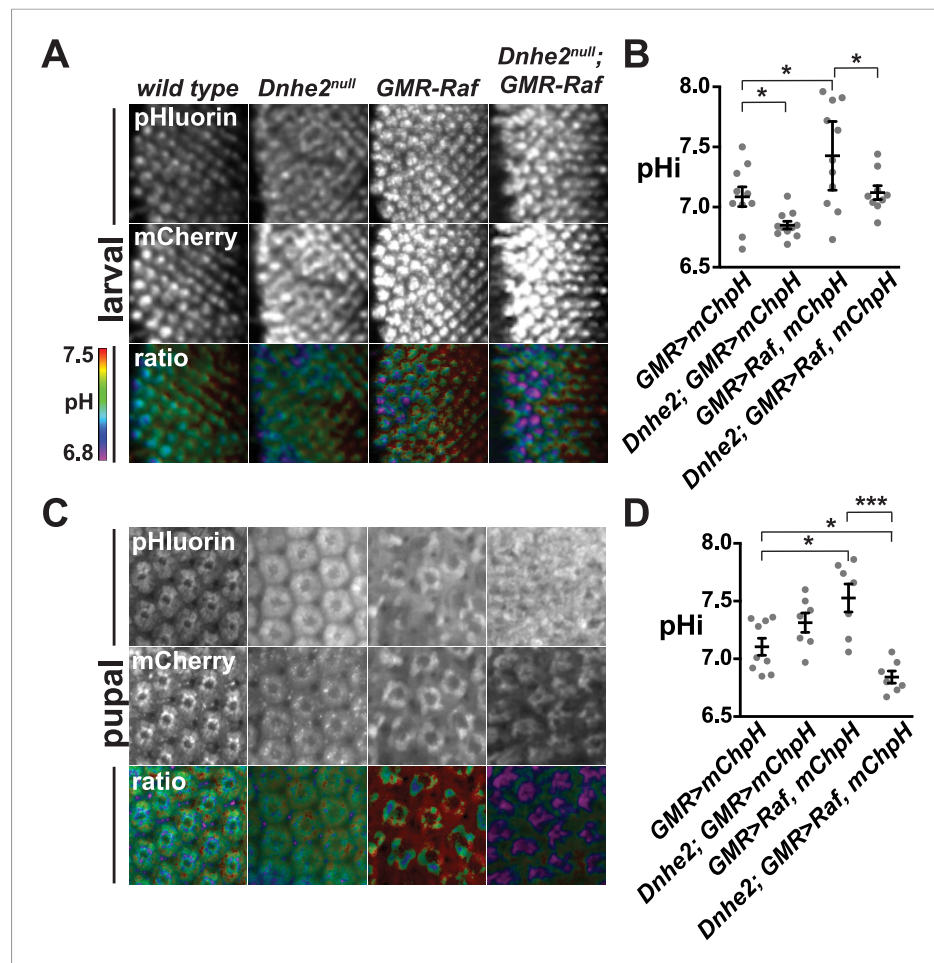 A
wild type
Dnhe2null
GMR-Raf
Dnhe2null;
GMR-Raf
pHluorin
mCherry
ratio
larval
7.5
pH
6.8
B
*
*
*
8.0
7.5
pHi
7.0
6.5
GMR>mChpH
Dnhe2; GMR>mChpH
GMR>Raf, mChpH
Dnhe2; GMR>Raf, mChpH
C
pHluorin
mCherry
ratio
pupal
D
***
*
*
8.0
7.5
pHi
7.0
6.5
GMR>mChpH
Dnhe2; GMR>mChpH
GMR>Raf, mChpH
Dnhe2; GMR>Raf, mChpH